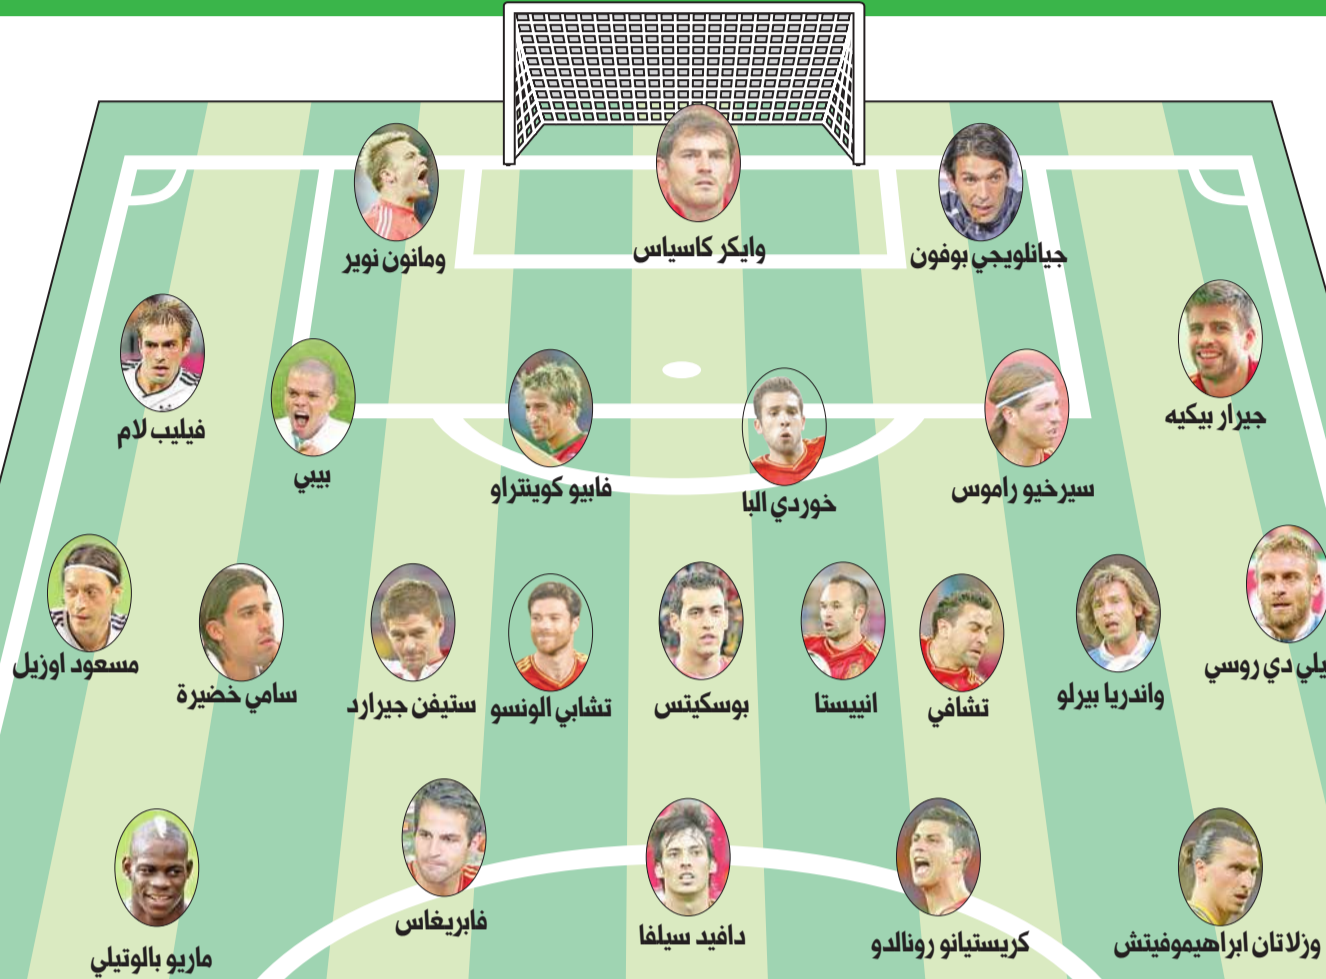 جيانلويجي بوفون
وايكر كاسياس
ومانون نوير
جيرار بيكيه
سيرخيو راموس
خوردي البا
فابيو كوينتراو
بيبي
فيليب لام
يلي دي روسي
واندريا بيرلو
تشافي
انييستا
بوسكيتس
تشابي الونسو
ستيفن جيرارد
سامي خضيرة
مسعود اوزيل
وزلاتان ابراهيموفيتش
كريستيانو رونالدو
دافيد سيلفا
فابريغاس
ماريو بالوتيلي